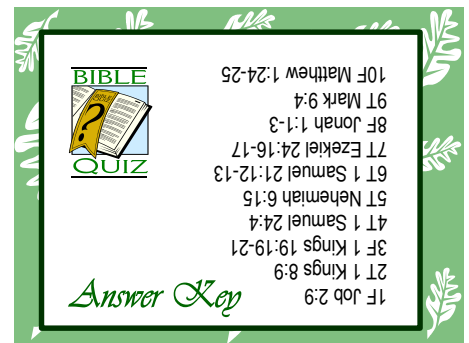 BIBLE
BIBLE
?
QUIZ
Answer Key
1F Job 2:9
2T 1 Kings 8:9
3F 1 Kings 19:19-21
4T 1 Samuel 24:4
5T Nehemiah 6:15
6T 1 Samuel 21:12-13
7T Ezekiel 24:16-17
8F Jonah 1:1-3
9T Mark 9:4
10F Matthew 1:24-25